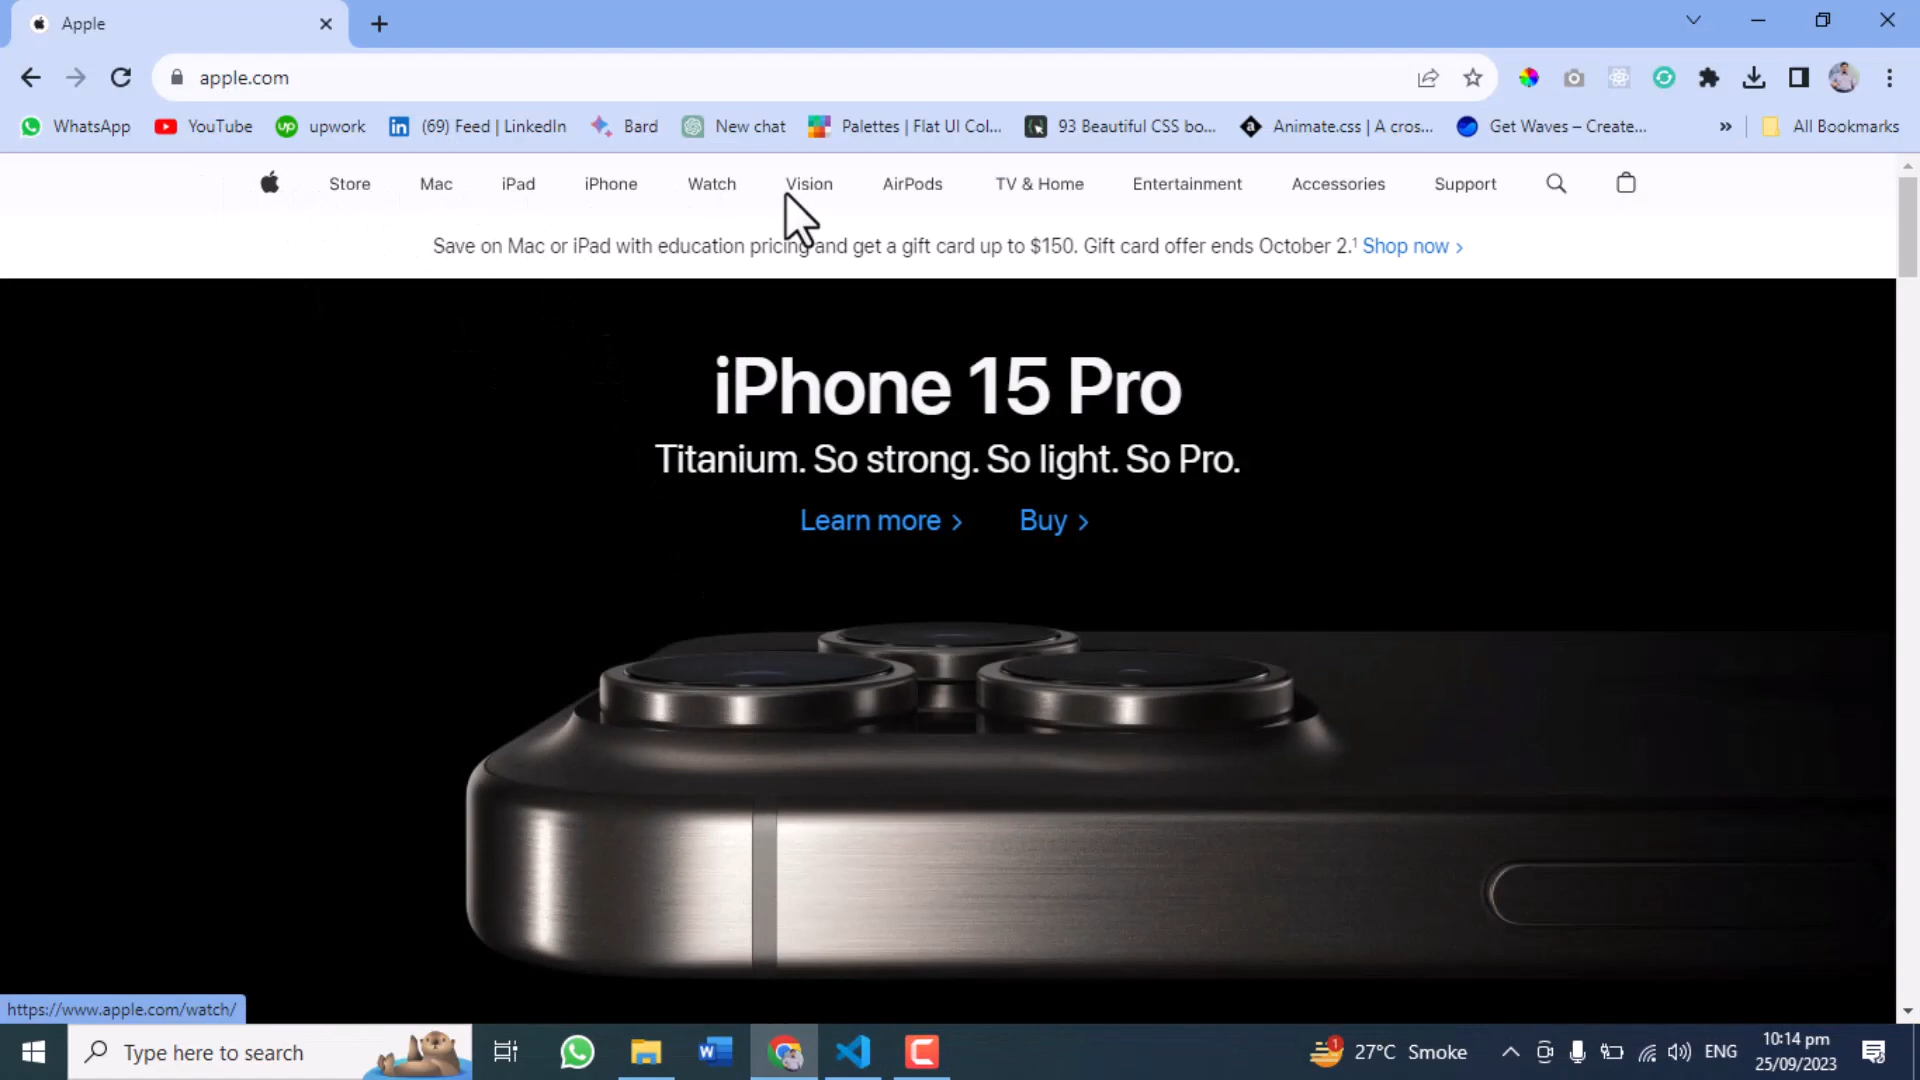 Apple
apple.com
WhatsApp YouTube upwork (69) Feed | LinkedIn Bard New chat Palettes | Flat UI Col... 93 Beautiful CSS bo... Animate.css | A cros... Get Waves – Create... » All Bookmarks
Store Mac iPad iPhone Watch Vision AirPods TV & Home Entertainment Accessories Support
Save on Mac or iPad with education pricing and get a gift card up to $150. Gift card offer ends October 2.¹ Shop now >
iPhone 15 Pro
Titanium. So strong. So light. So Pro.
Learn more > Buy >
https://www.apple.com/watch/
Type here to search 27°C Smoke ENG 10:14 pm
25/09/2023